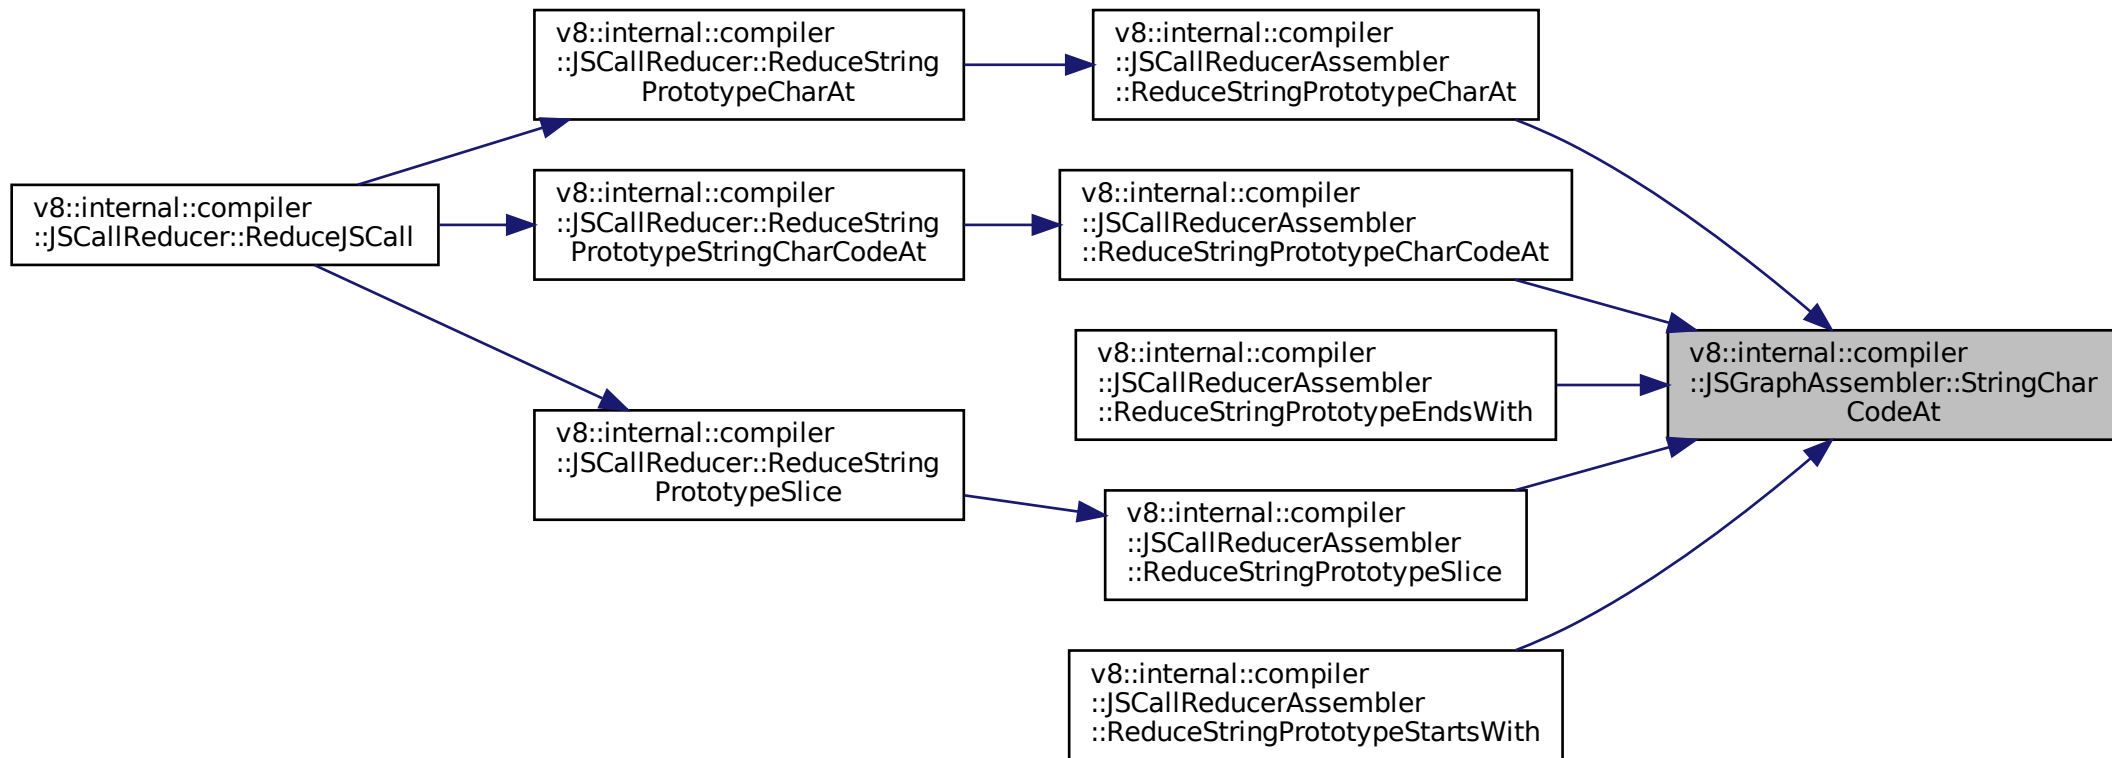 v8::internal::compiler
::JSCallReducer::ReduceJSCall
v8::internal::compiler
::JSCallReducer::ReduceString
PrototypeCharAt
v8::internal::compiler
::JSCallReducer::ReduceString
PrototypeStringCharCodeAt
v8::internal::compiler
::JSCallReducer::ReduceString
PrototypeSlice
v8::internal::compiler
::JSCallReducerAssembler
::ReduceStringPrototypeCharAt
v8::internal::compiler
::JSCallReducerAssembler
::ReduceStringPrototypeCharCodeAt
v8::internal::compiler
::JSCallReducerAssembler
::ReduceStringPrototypeEndsWith
v8::internal::compiler
::JSCallReducerAssembler
::ReduceStringPrototypeSlice
v8::internal::compiler
::JSCallReducerAssembler
::ReduceStringPrototypeStartsWith
v8::internal::compiler
::JSGraphAssembler::StringChar
CodeAt